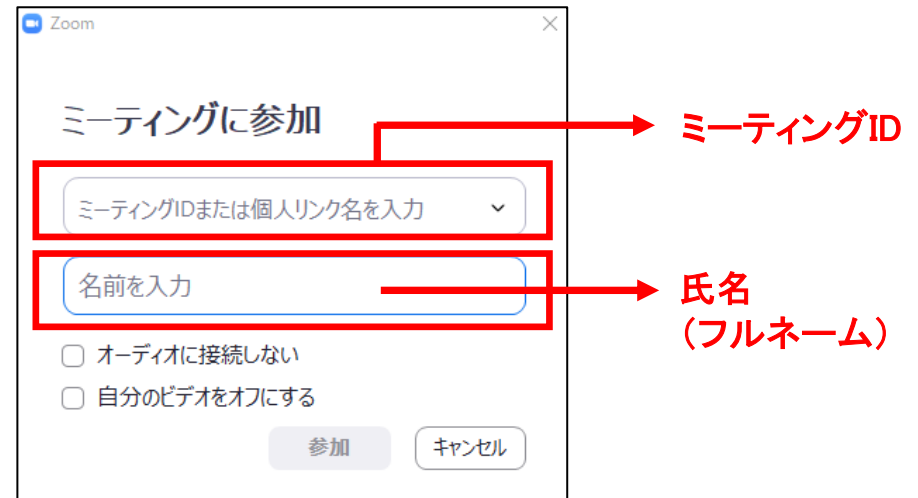 Zoom
ミーティングに参加
ミーティングID
ミーティングIDまたは個人リンク名を入力
名前を入力
氏名
(フルネーム)
オーディオに接続しない
自分のビデオをオフにする
参加
キャンセル